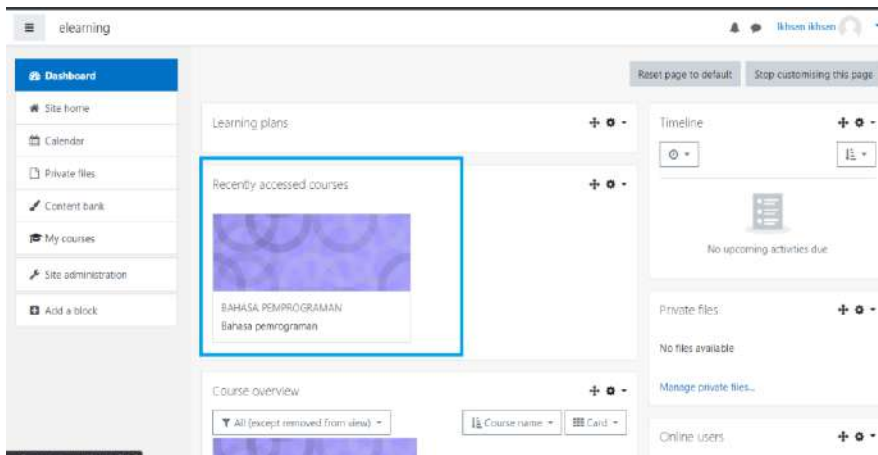 elearning
Ikhsan ikhsan
Dashboard
Site home
Calendar
Private files
Content bank
My courses
Site administration
Add a block
Reset page to default
Stop customising this page
Learning plans
Recently accessed courses
BAHASA PEMPROGRAMAN
Bahasa pemrograman
Course overview
All (except removed from view)
Course name
Card
Timeline
No upcoming activities due
Private files
No files available
Manage private files...
Online users